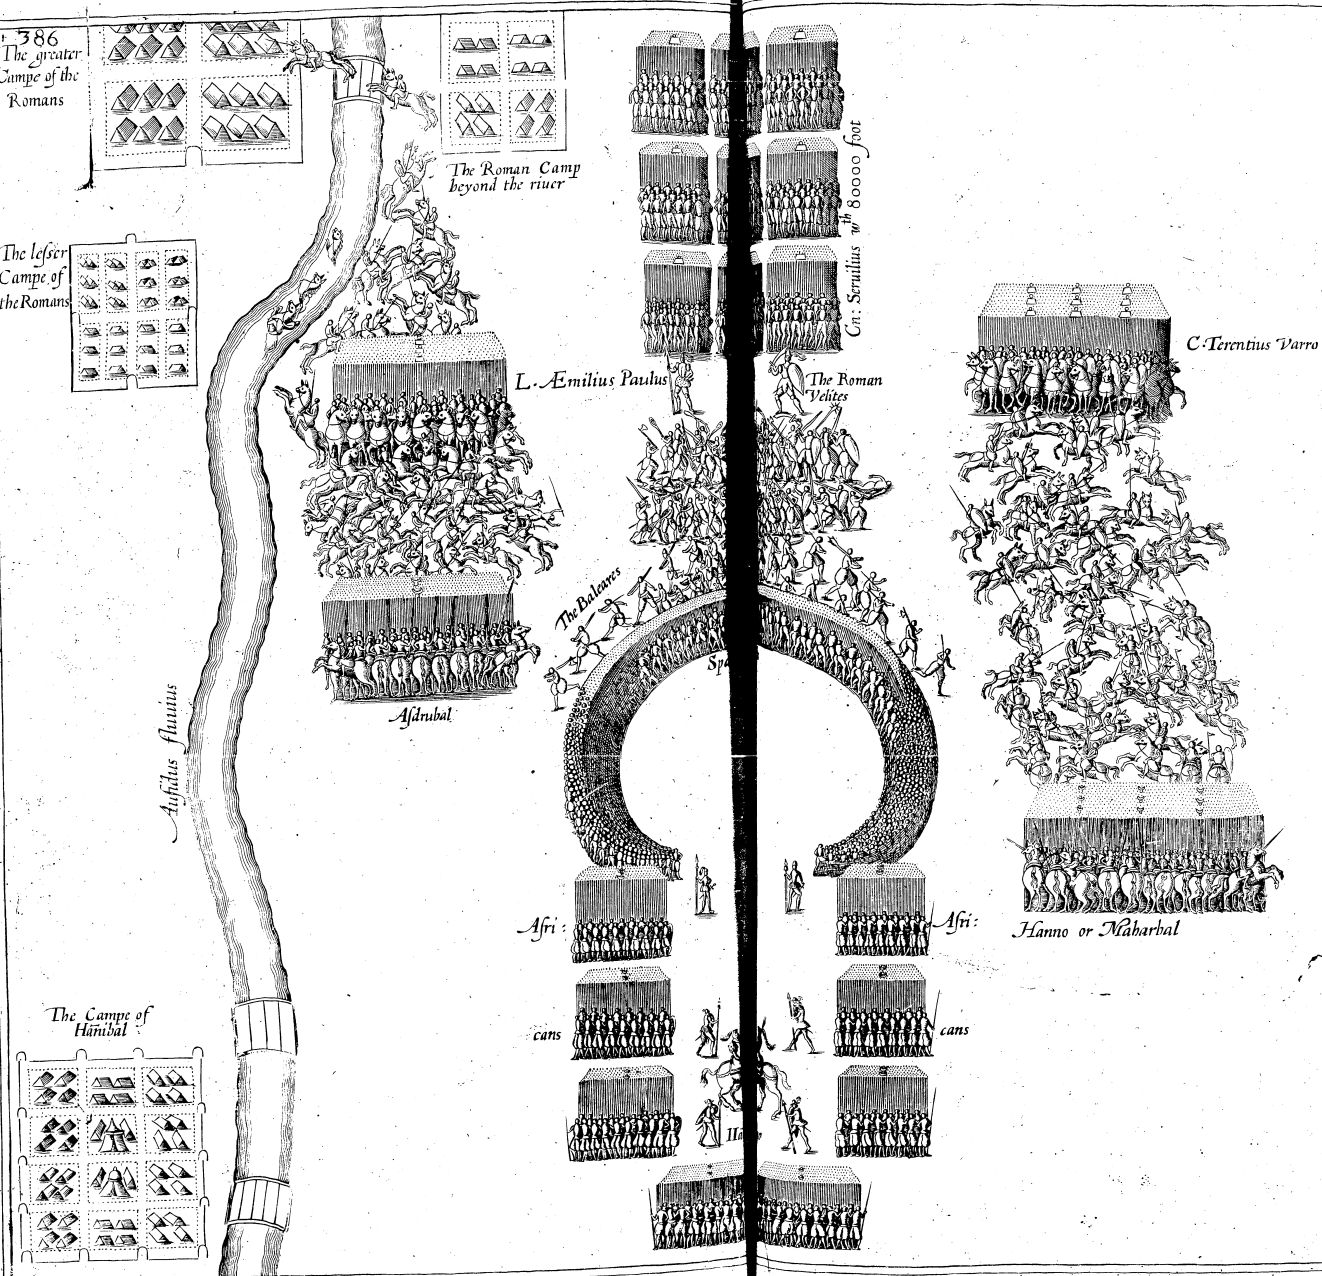 386
The greater
Campe of the
Romans
The Roman Camp
beyond the riuer
The leſser
Campe of
the Romans
Cn: Seruilius wth 80000 foot
C. Terentius Varro
L. Æmilius Paulus
The Roman
Velites
The Baleares
Aſdrubal
Aufidus fluuius
Afri:
Afri:
Hanno or Maharbal
The Campe of
Hānibal
cans
cans